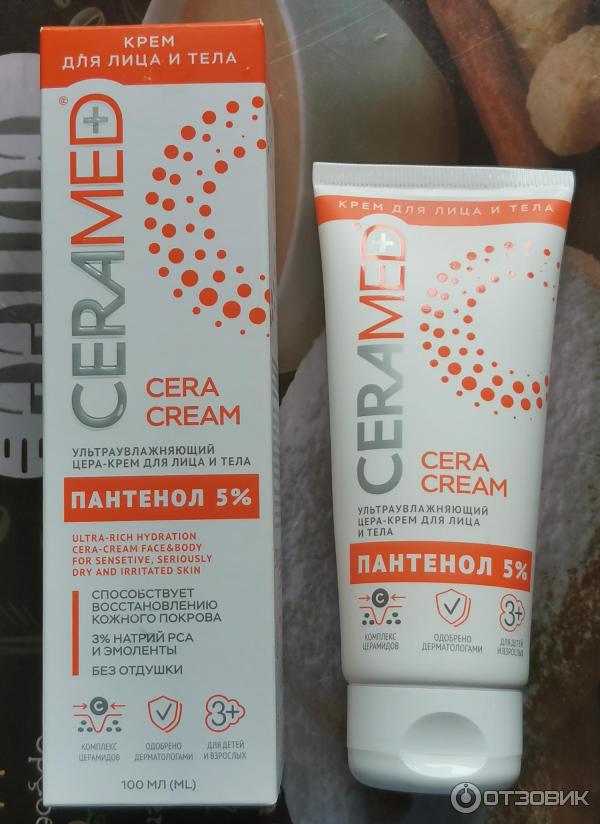 КРЕМ
ДЛЯ ЛИЦА И ТЕЛА
CERAMED®
CERA
CREAM
УЛЬТРАУВЛАЖНЯЮЩИЙ
ЦЕРА-КРЕМ ДЛЯ ЛИЦА И ТЕЛА
ПАНТЕНОЛ 5%
ULTRA-RICH HYDRATION
CERA-CREAM FACE&BODY
FOR SENSETIVE, SERIOUSLY
DRY AND IRRITATED SKIN
СПОСОБСТВУЕТ
ВОССТАНОВЛЕНИЮ
КОЖНОГО ПОКРОВА
3% НАТРИЙ PCA
И ЭМОЛЕНТЫ
БЕЗ ОТДУШКИ
C
3+
КОМПЛЕКС
ЦЕРАМИДОВ
ОДОБРЕНО
ДЕРМАТОЛОГАМИ
ДЛЯ ДЕТЕЙ
И ВЗРОСЛЫХ
100 МЛ (ML)
КРЕМ ДЛЯ ЛИЦА И ТЕЛА
CERAMED
CERA
CREAM
УЛЬТРАУВЛАЖНЯЮЩИЙ
ЦЕРА-КРЕМ ДЛЯ ЛИЦА
И ТЕЛА
ПАНТЕНОЛ 5%
C
3+
КОМПЛЕКС
ЦЕРАМИДОВ
ОДОБРЕНО
ДЕРМАТОЛОГАМИ
ДЛЯ ДЕТЕЙ
И ВЗРОСЛЫХ
ОТЗОВИК